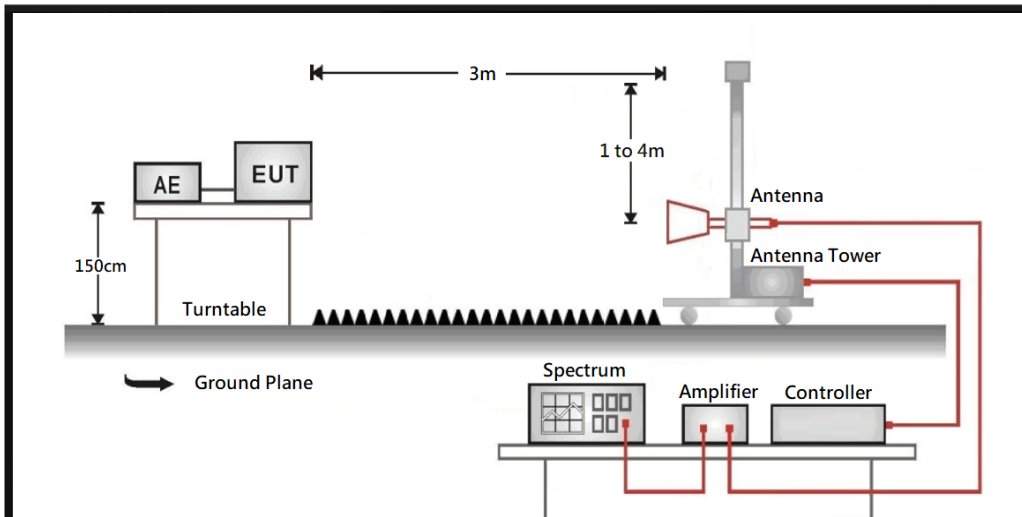 3m
1 to 4m
AE
EUT
Antenna
150cm
Antenna Tower
Turntable
Ground Plane
Spectrum
Amplifier
Controller